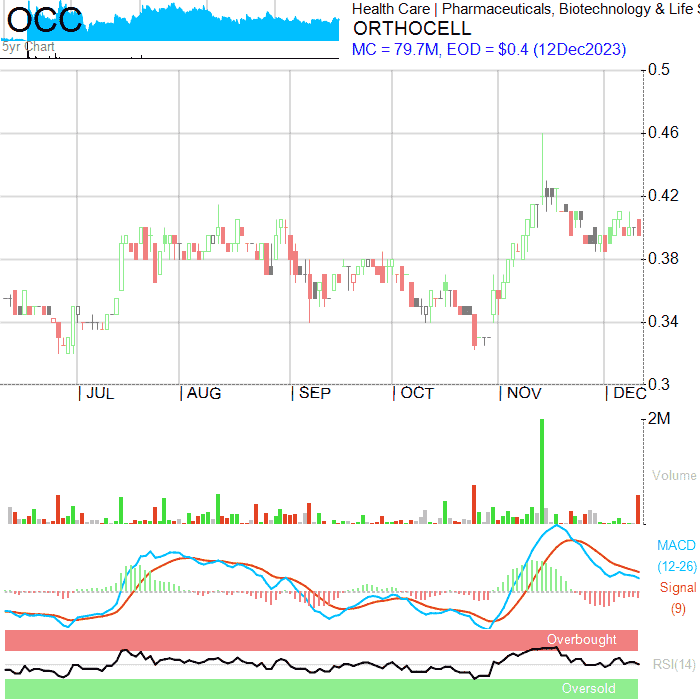 OCC
5yr Chart
Health Care | Pharmaceuticals, Biotechnology & Life S
ORTHOCELL
MC = 79.7M, EOD = $0.4 (12Dec2023)
0.5
0.46
0.42
0.38
0.34
0.3
| JUL | AUG | SEP | OCT | NOV | DEC
2M
Volume
MACD
(12-26)
Signal
(9)
Overbought
RSI(14)
Oversold